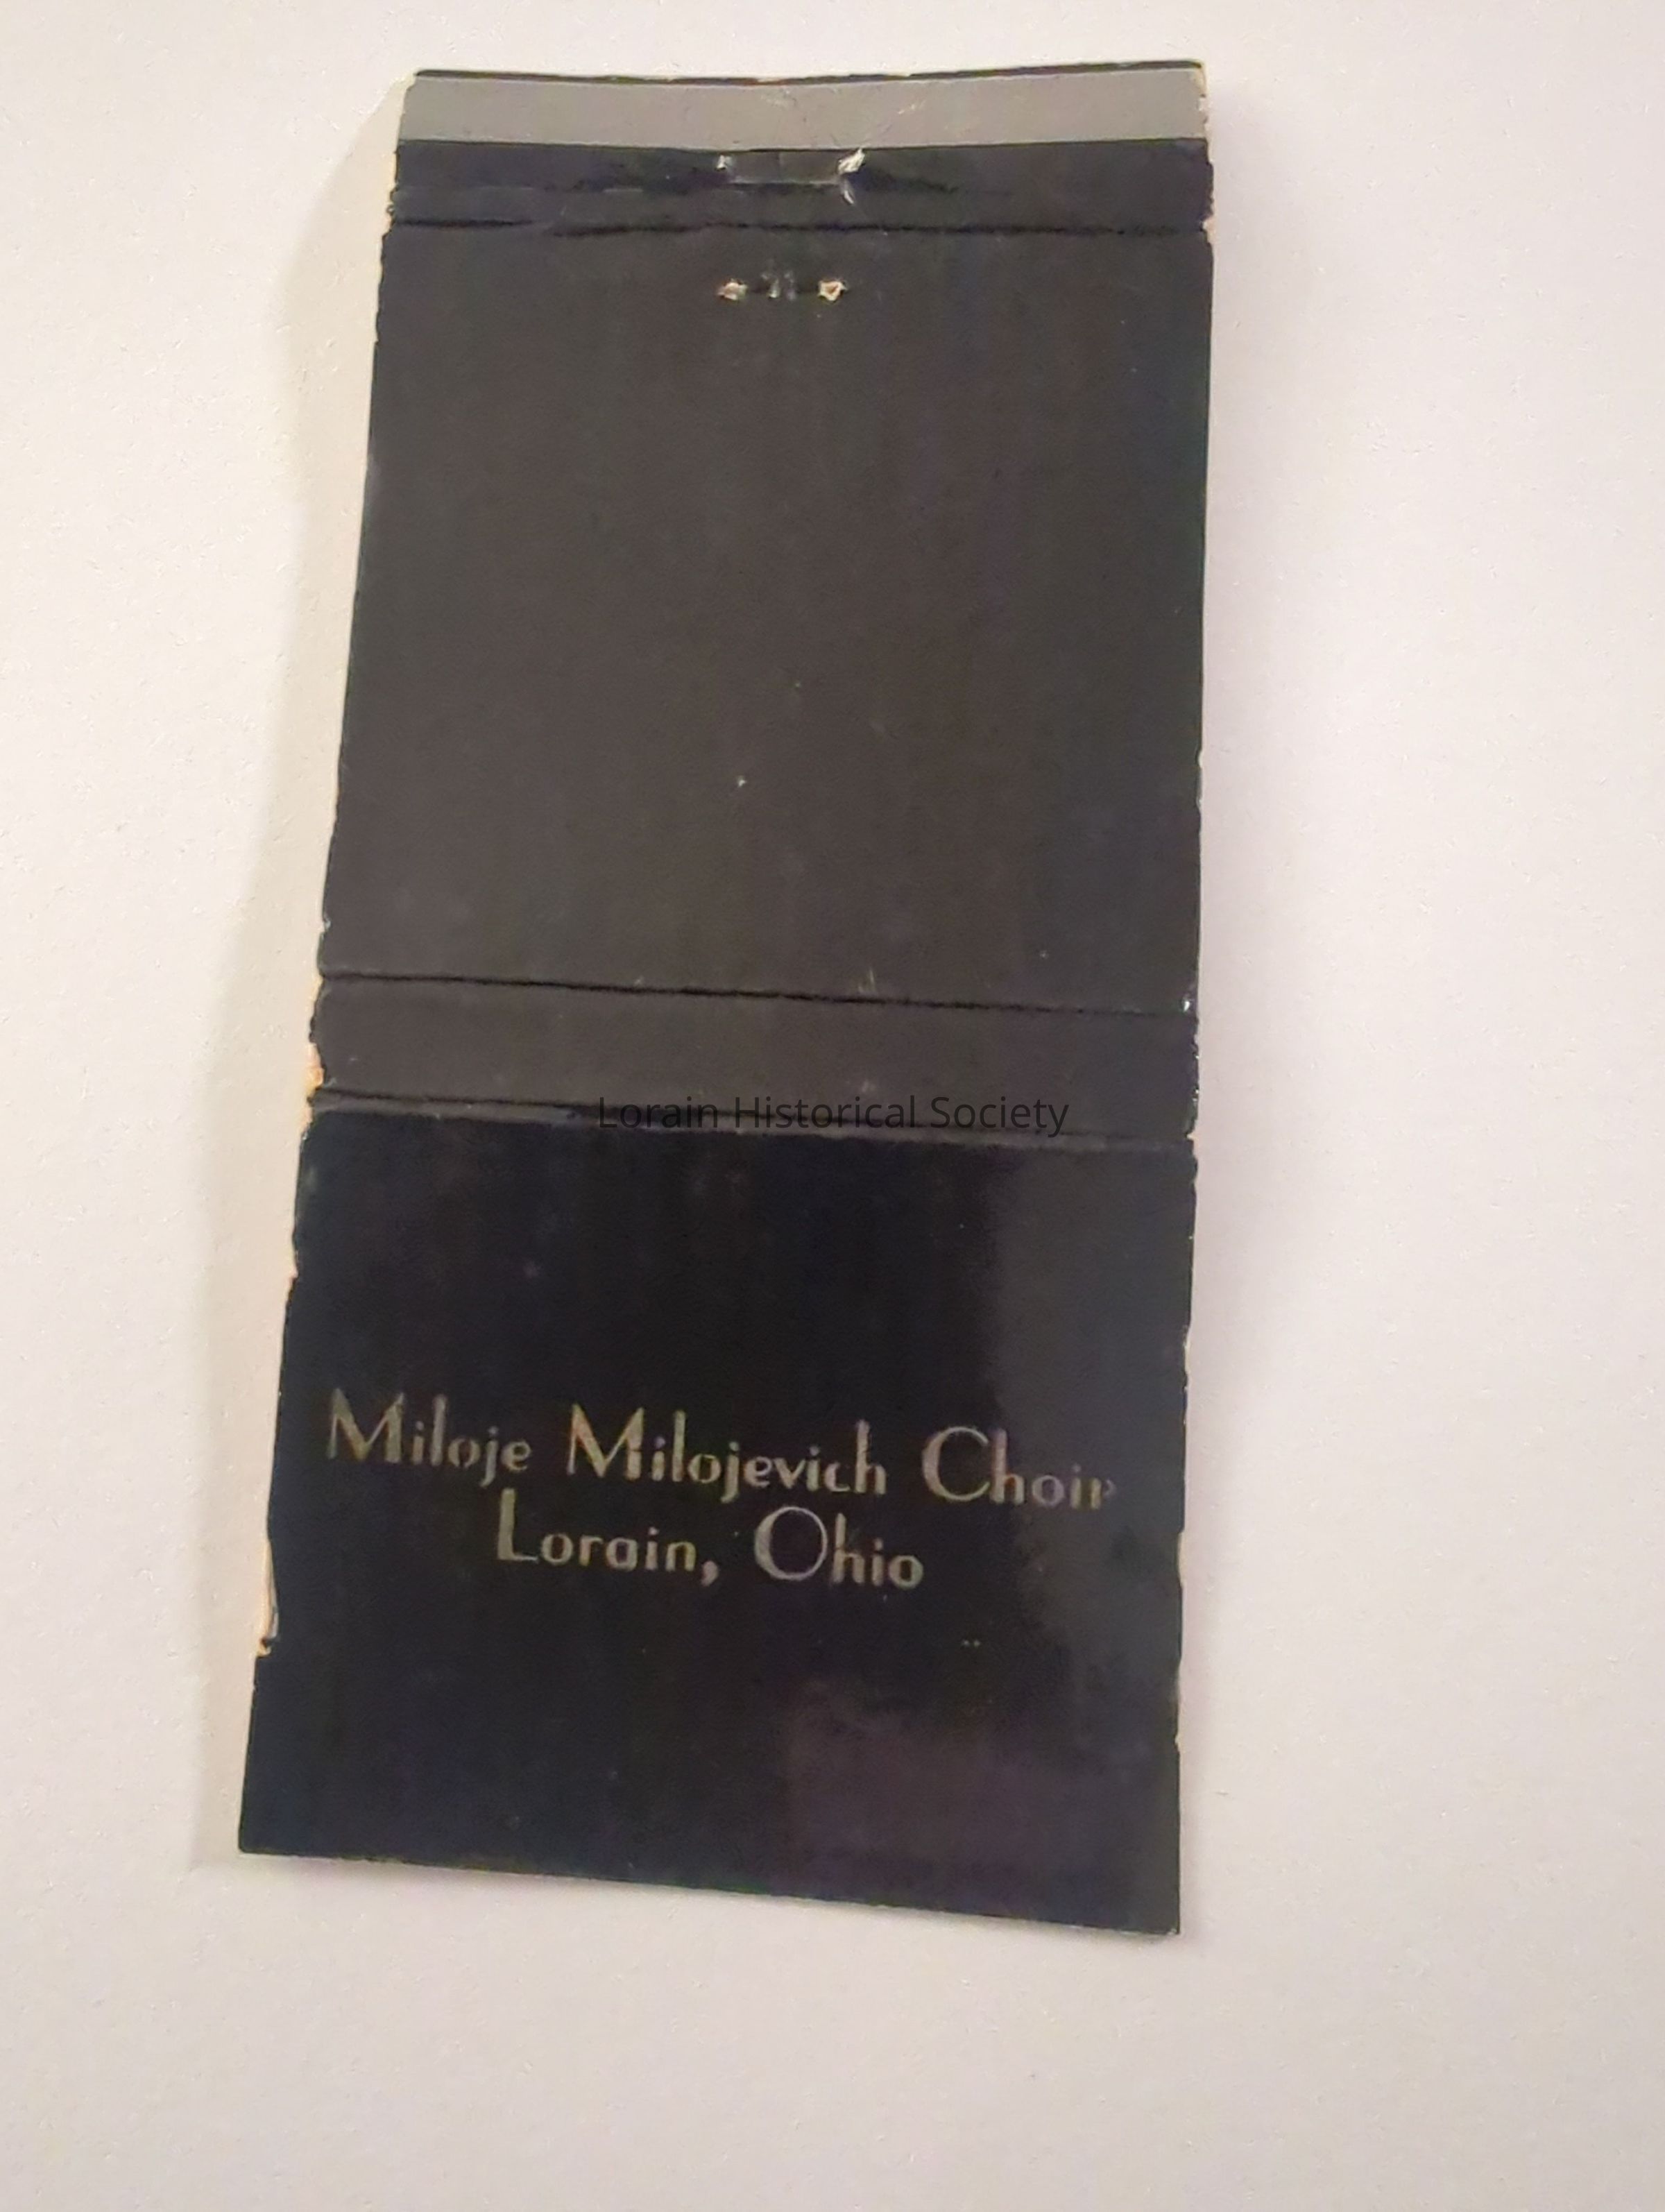 Lorain Historical Society
Miloje Milojevich Choir
Lorain, Ohio